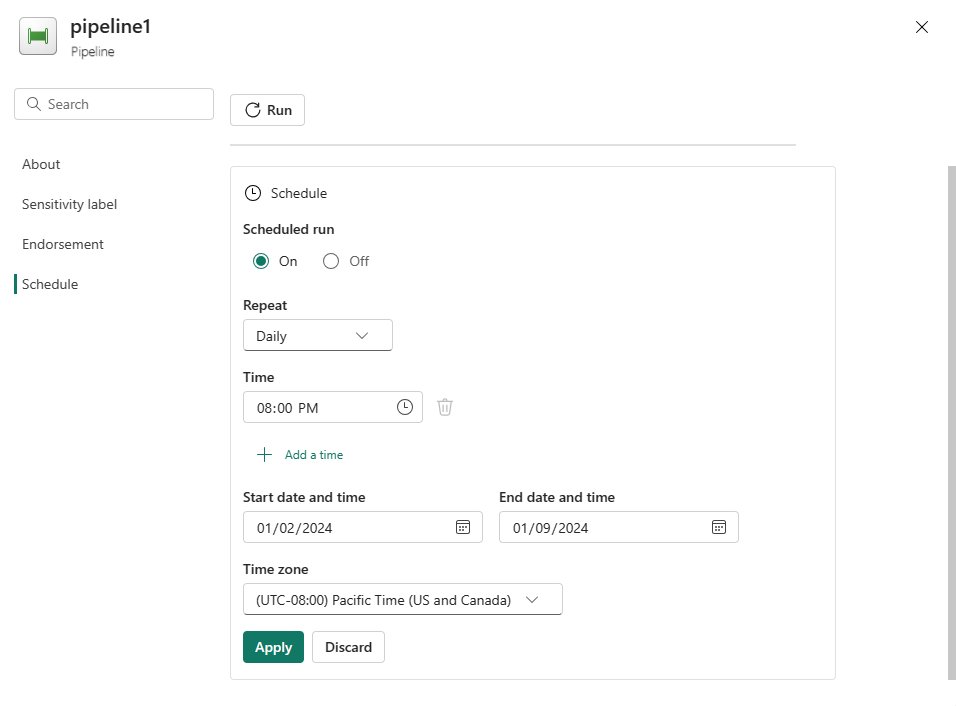 pipeline1
Pipeline
Search
About
Sensitivity label
Endorsement
Schedule
Run
Schedule
Scheduled run
On Off
Repeat
Daily
Time
08:00 PM
Add a time
Start date and time End date and time
01/02/2024 01/09/2024
Time zone
(UTC-08:00) Pacific Time (US and Canada)
Apply Discard